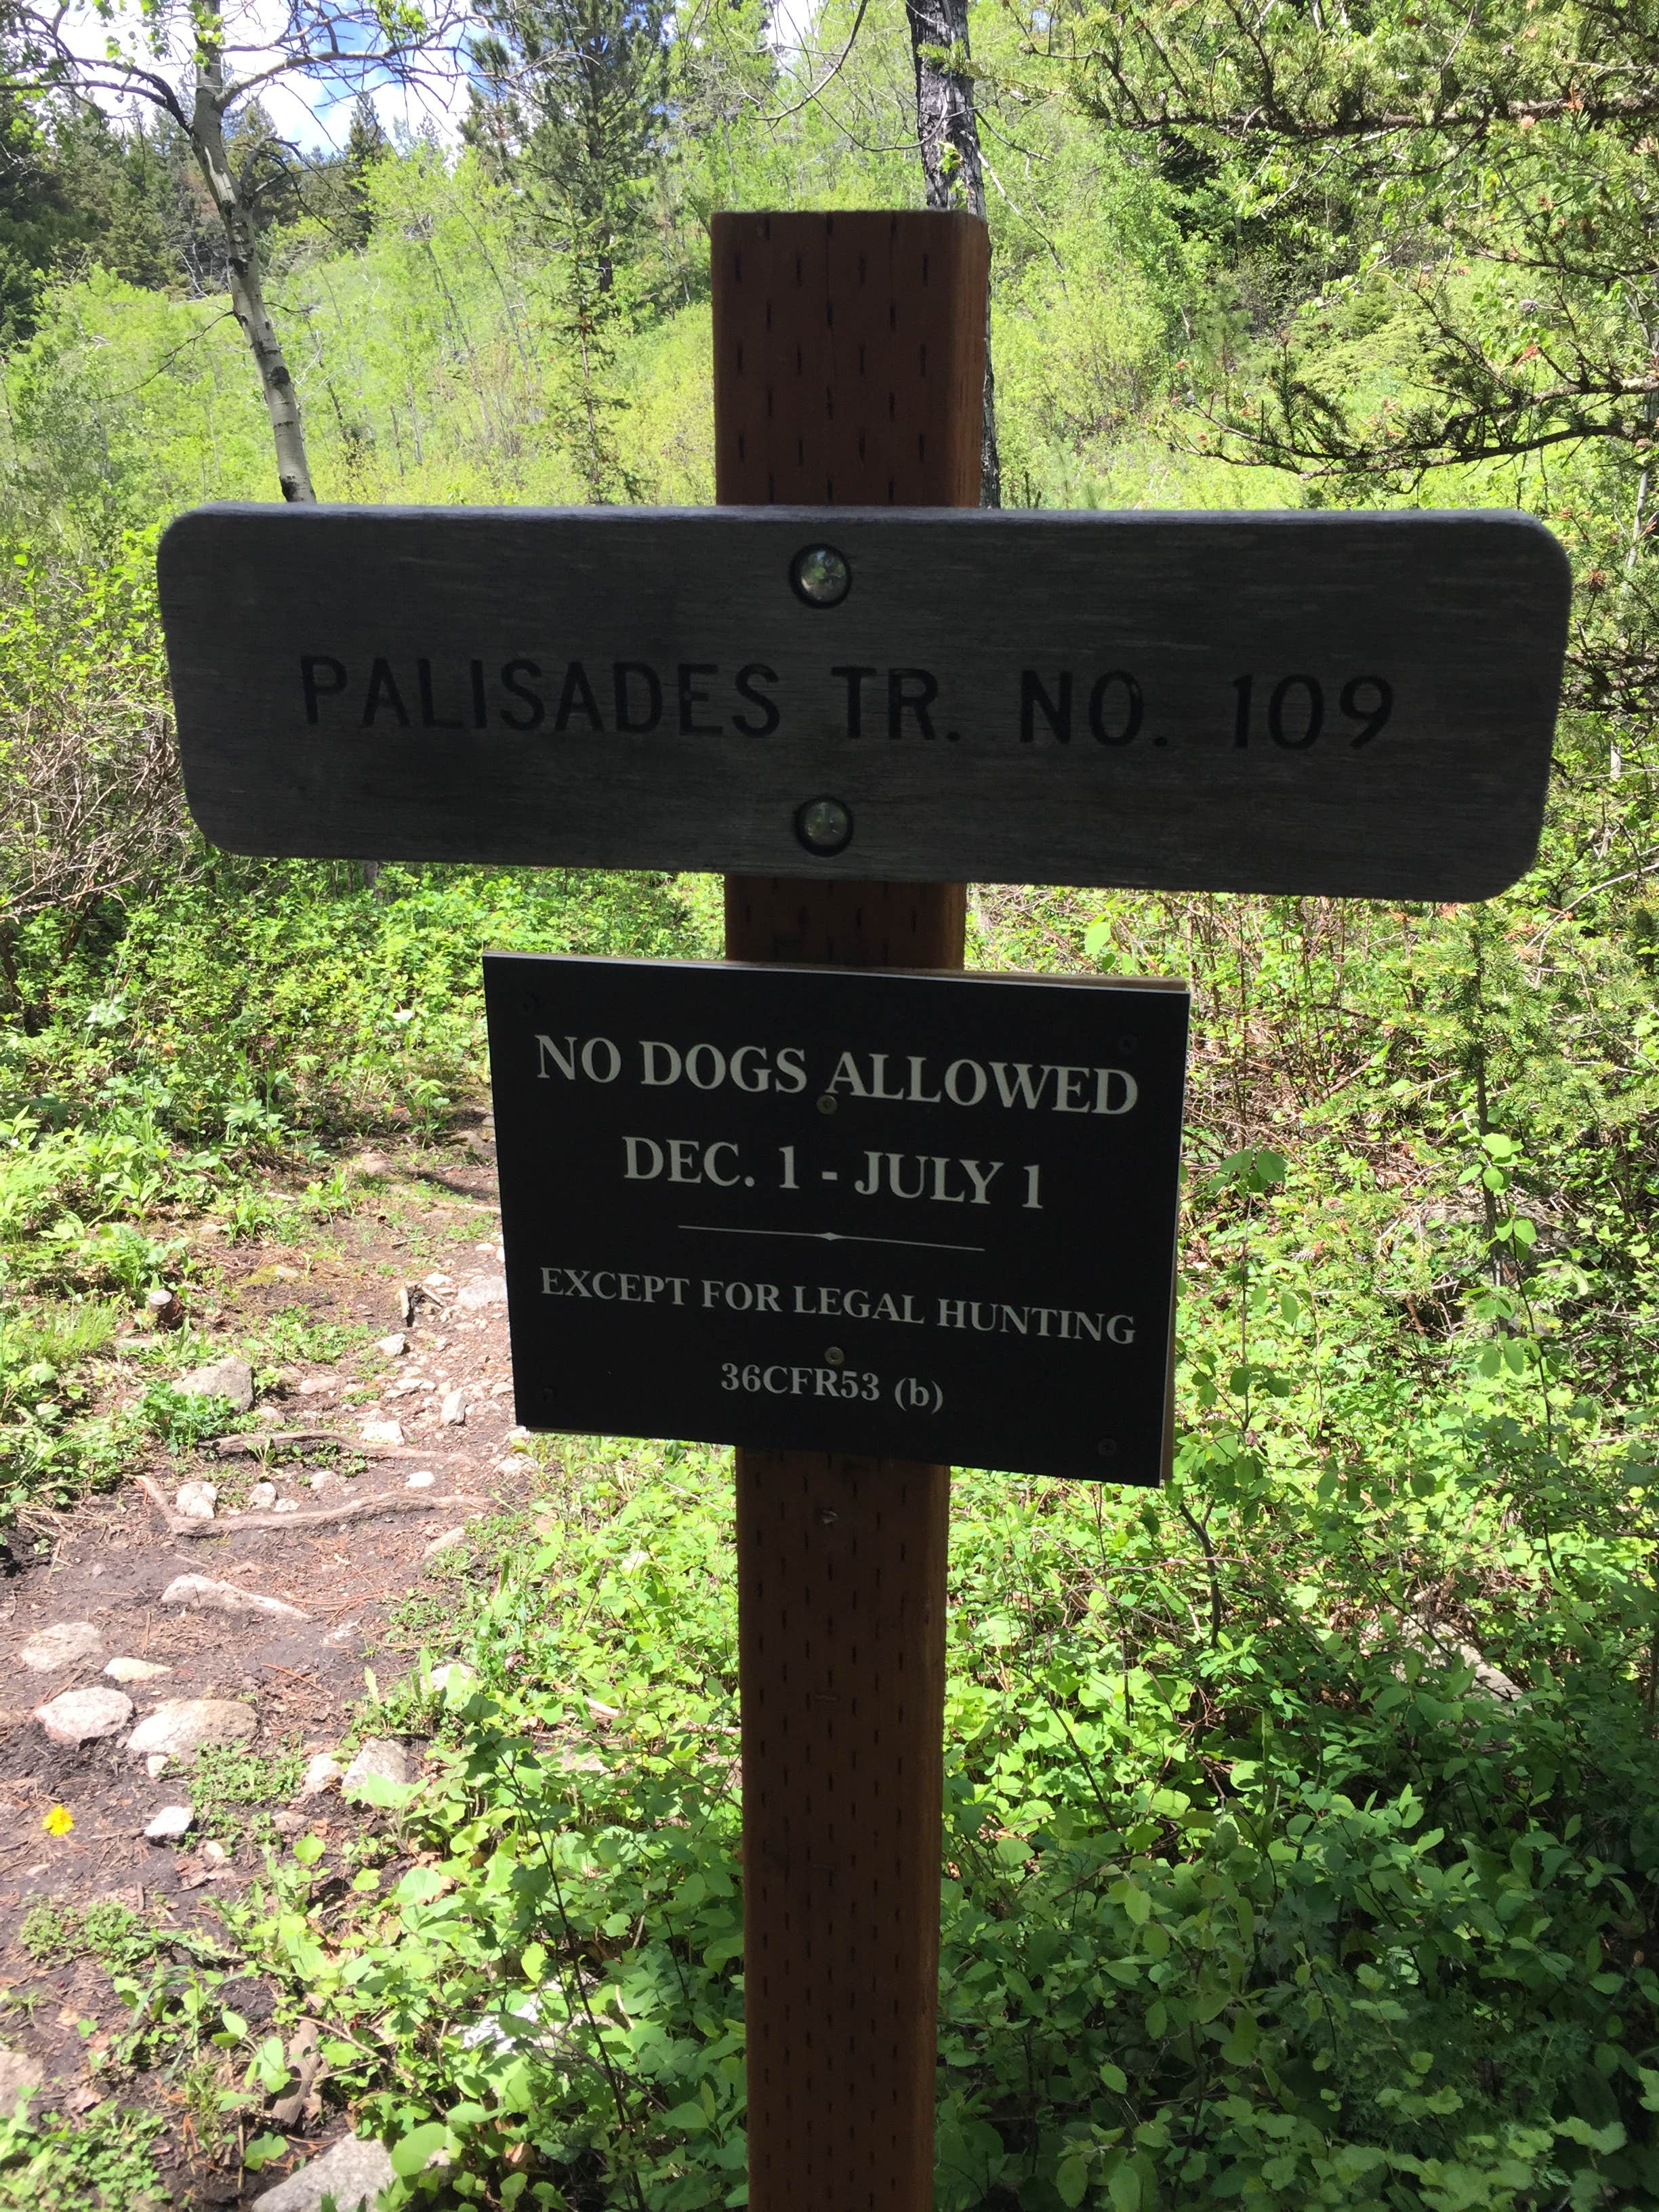 PALISADES TR. NO. 109
NO DOGS ALLOWED
DEC. 1 - JULY 1
EXCEPT FOR LEGAL HUNTING
36CFR53 (b)